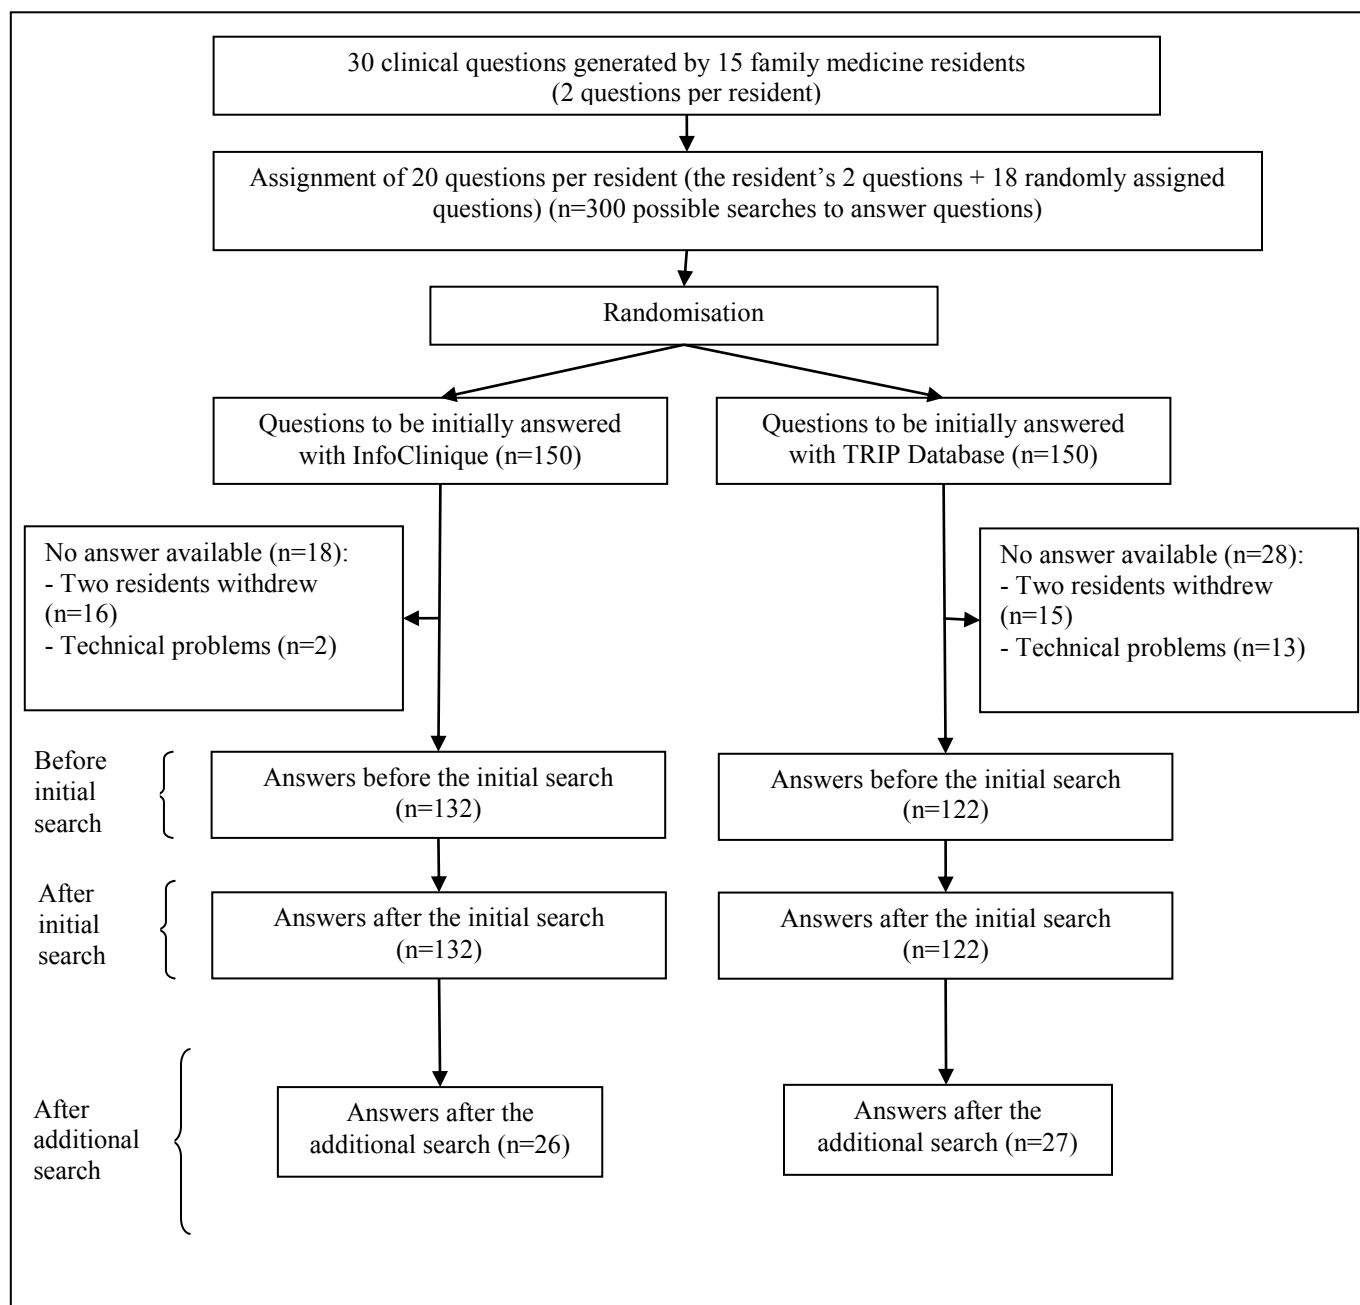 30 clinical questions generated by 15 family medicine residents
(2 questions per resident)
Assignment of 20 questions per resident (the resident’s 2 questions + 18 randomly assigned
questions) (n=300 possible searches to answer questions)
Randomisation
Questions to be initially answered
with InfoClinique (n=150)
Questions to be initially answered
with TRIP Database (n=150)
No answer available (n=18):
- Two residents withdrew
(n=16)
- Technical problems (n=2)
No answer available (n=28):
- Two residents withdrew
(n=15)
- Technical problems (n=13)
Before
initial
search
Answers before the initial search
(n=132)
Answers before the initial search
(n=122)
After
initial
search
Answers after the initial search
(n=132)
Answers after the initial search
(n=122)
After
additional
search
Answers after the
additional search (n=26)
Answers after the
additional search (n=27)